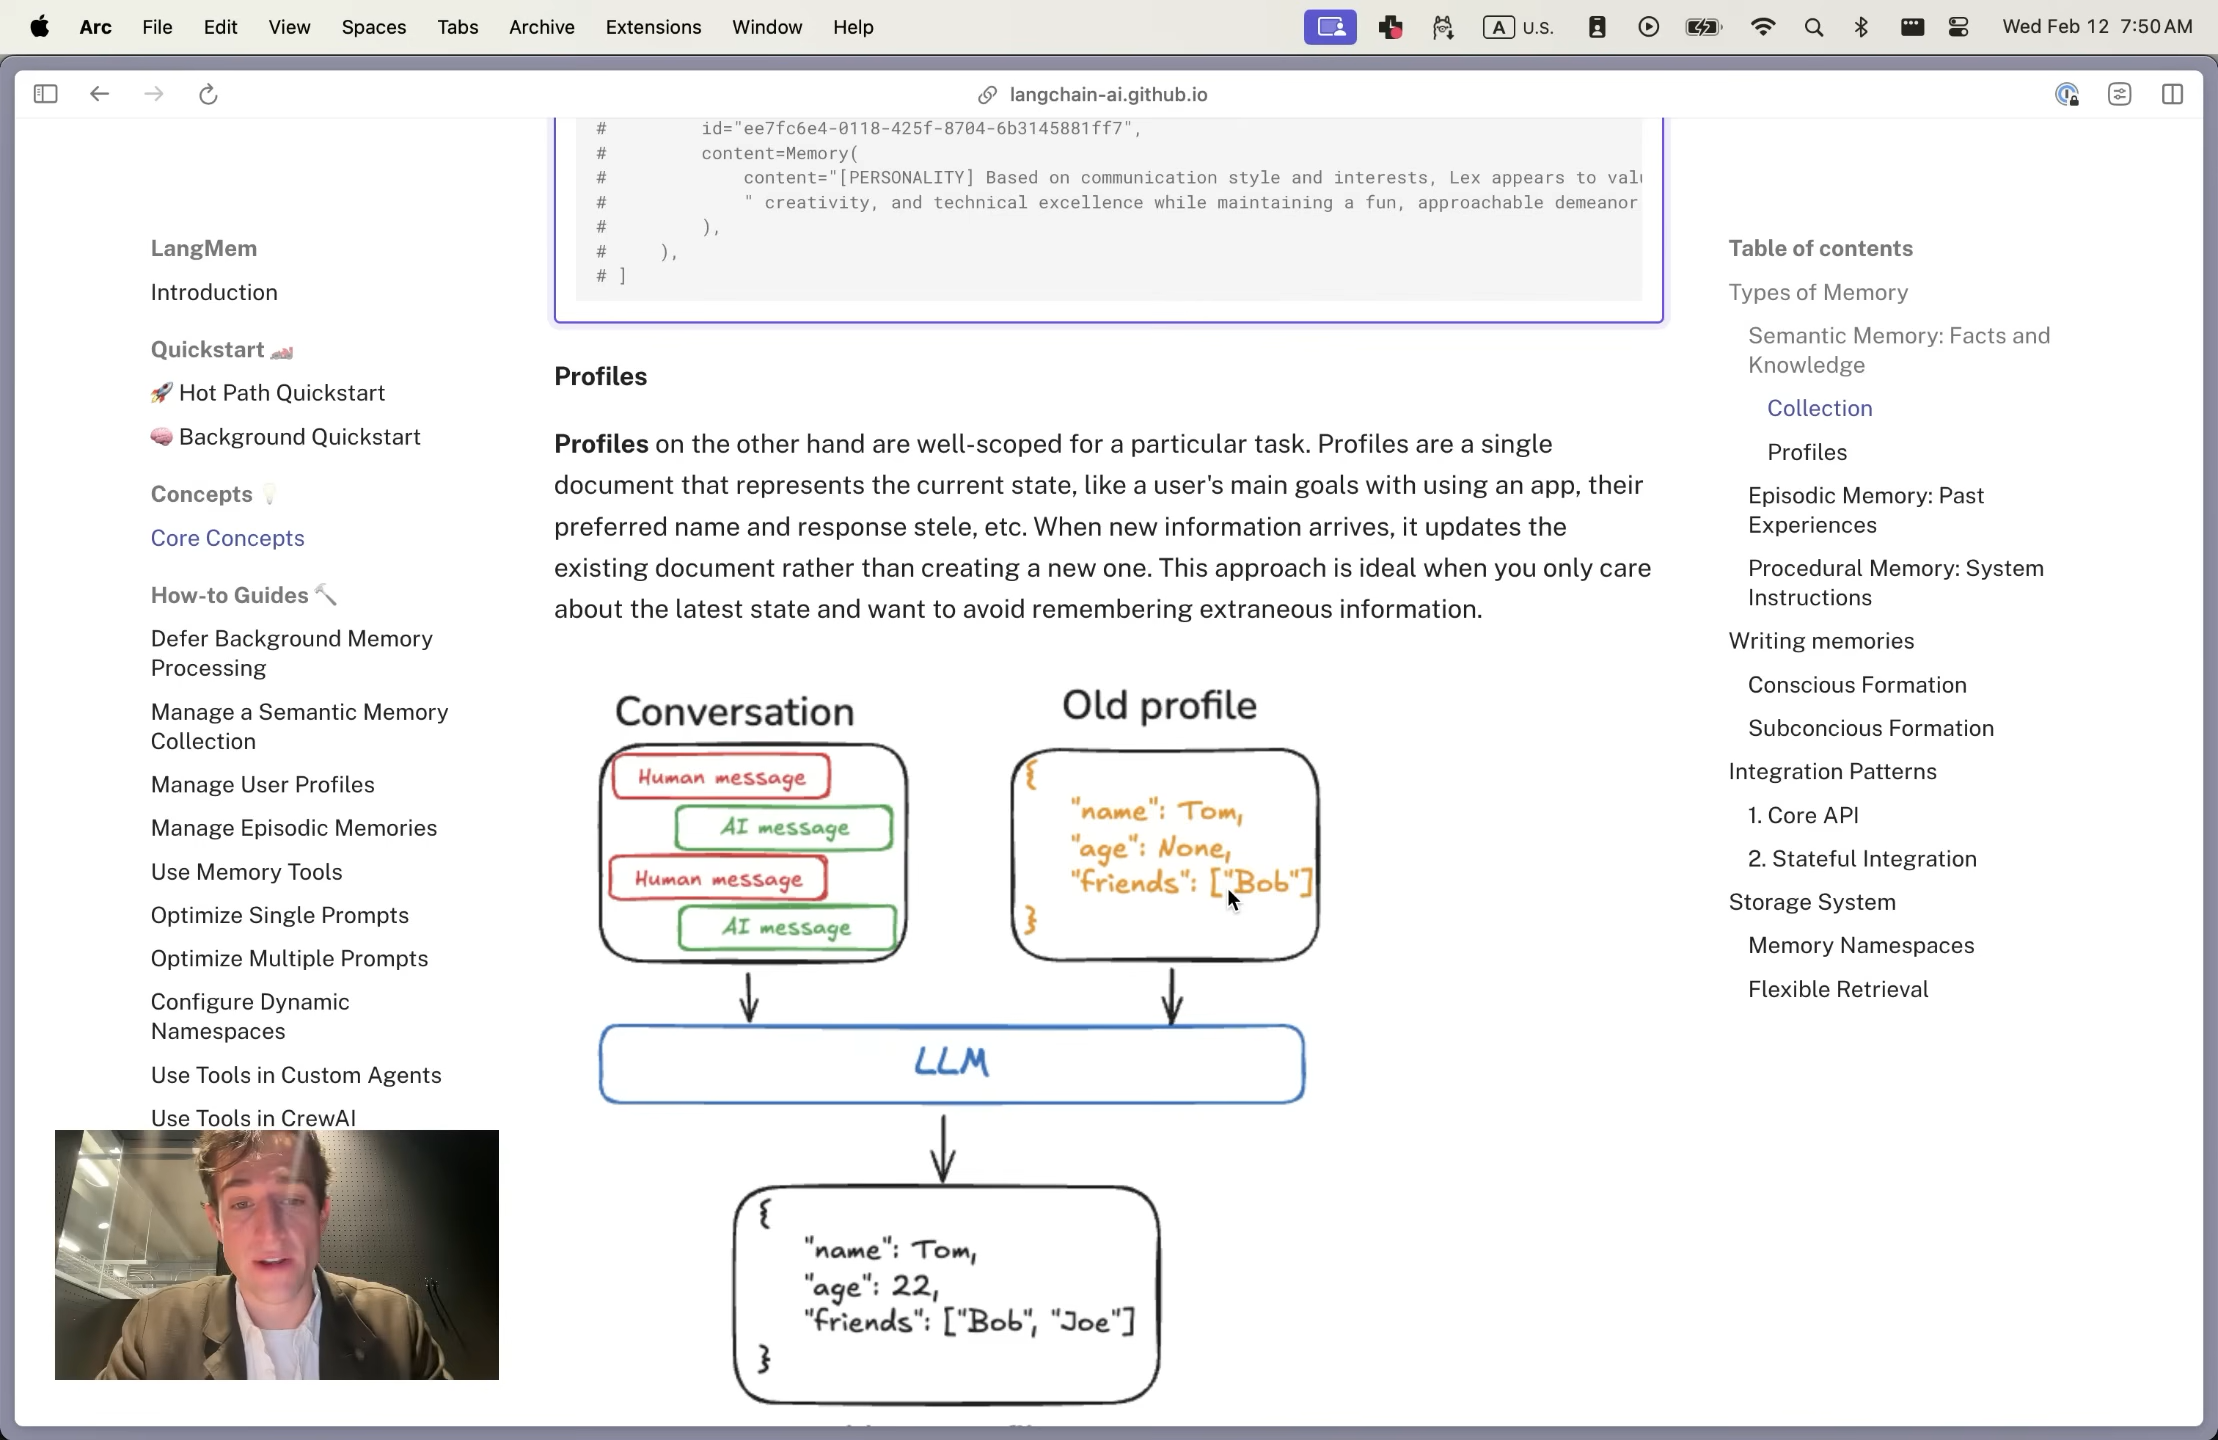 Arc File Edit View Spaces Tabs Archive Extensions Window Help A U.S. Wed Feb 12 7:50 AM
langchain-ai.github.io
LangMem
Introduction
Quickstart 🏎️
🚀 Hot Path Quickstart
🧠 Background Quickstart
Concepts 💡
Core Concepts
How-to Guides 🔨
Defer Background Memory
Processing
Manage a Semantic Memory
Collection
Manage User Profiles
Manage Episodic Memories
Use Memory Tools
Optimize Single Prompts
Optimize Multiple Prompts
Configure Dynamic
Namespaces
Use Tools in Custom Agents
Use Tools in CrewAI
# id="ee7fc6e4-0118-425f-8704-6b3145881ff7",
# content=Memory(
# content="[PERSONALITY] Based on communication style and interests, Lex appears to valu
# " creativity, and technical excellence while maintaining a fun, approachable demeanor
# ),
# ),
# ]
Profiles
Profiles on the other hand are well-scoped for a particular task. Profiles are a single
document that represents the current state, like a user's main goals with using an app, their
preferred name and response stele, etc. When new information arrives, it updates the
existing document rather than creating a new one. This approach is ideal when you only care
about the latest state and want to avoid remembering extraneous information.
Conversation
Human message
AI message
Human message
AI message
Old profile
{
"name": Tom,
"age": None,
"friends": ["Bob"]
}
LLM
{
"name": Tom,
"age": 22,
"friends": ["Bob", "Joe"]
}
Table of contents
Types of Memory
Semantic Memory: Facts and
Knowledge
Collection
Profiles
Episodic Memory: Past
Experiences
Procedural Memory: System
Instructions
Writing memories
Conscious Formation
Subconcious Formation
Integration Patterns
1. Core API
2. Stateful Integration
Storage System
Memory Namespaces
Flexible Retrieval